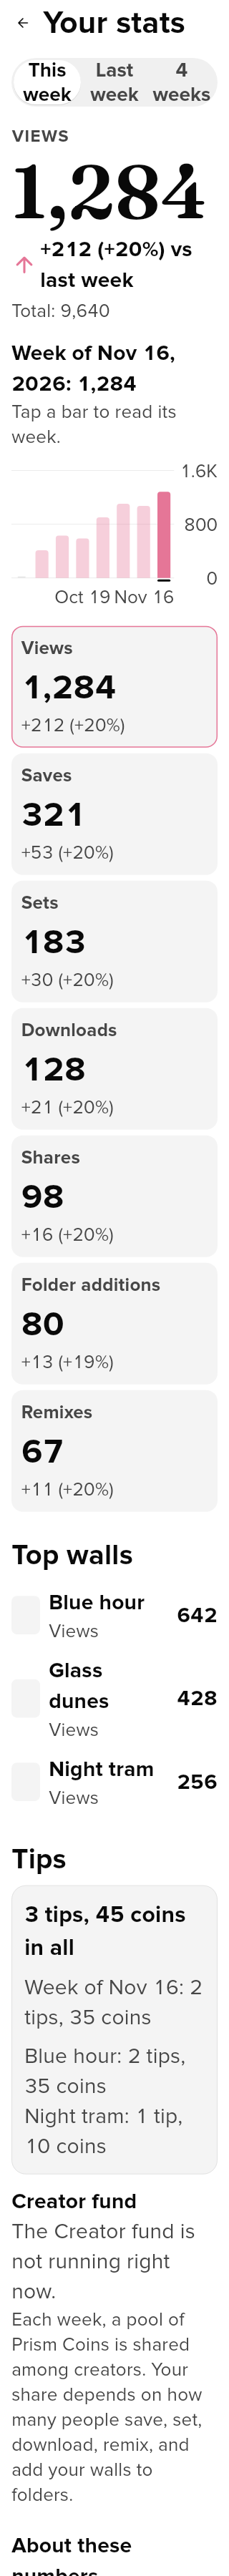 Your stats
This week
Last week
4 weeks
VIEWS
1,284
+212 (+20%) vs
last week
Total: 9,640
Week of Nov 16,
2026: 1,284
Tap a bar to read its
week.
1.6K
800
0
Oct 19 Nov 16
Views
1,284
+212 (+20%)
Saves
321
+53 (+20%)
Sets
183
+30 (+20%)
Downloads
128
+21 (+20%)
Shares
98
+16 (+20%)
Folder additions
80
+13 (+19%)
Remixes
67
+11 (+20%)
Top walls
Blue hour 642
Views
Glass
dunes 428
Views
Night tram 256
Views
Tips
3 tips, 45 coins
in all
Week of Nov 16: 2
tips, 35 coins
Blue hour: 2 tips,
35 coins
Night tram: 1 tip,
10 coins
Creator fund
The Creator fund is
not running right
now.
Each week, a pool of
Prism Coins is shared
among creators. Your
share depends on how
many people save, set,
download, remix, and
add your walls to
folders.
About these
numbers